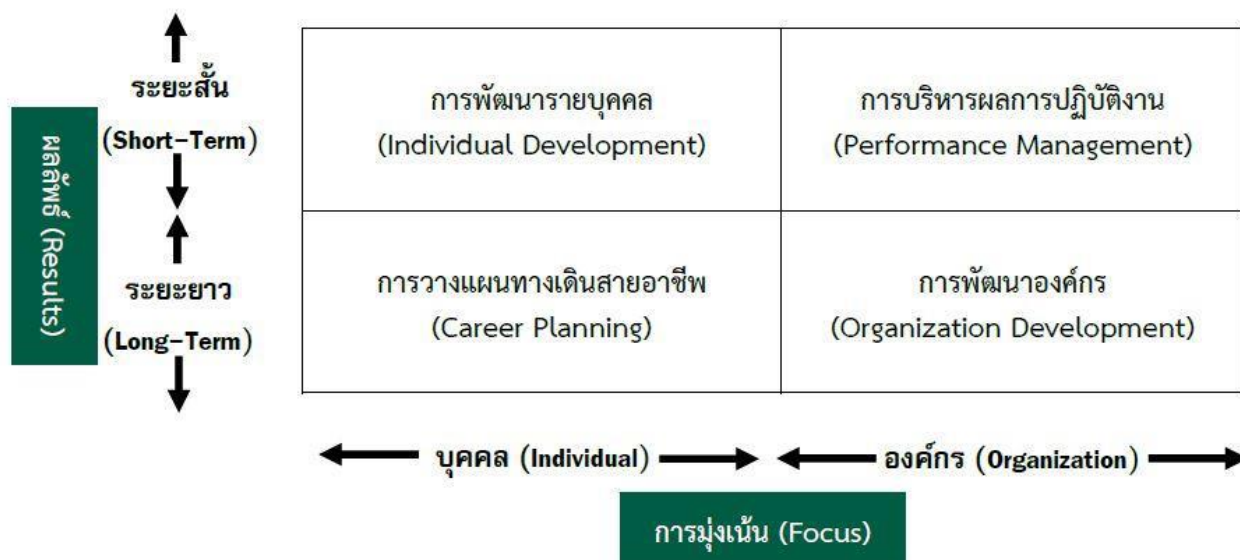 ระยะสั้น
(Short-Term)
ระยะยาว
(Long-Term)
ผลลัพธ์ (Results)
การพัฒนารายบุคคล
(Individual Development)
การบริหารผลการปฏิบัติงาน
(Performance Management)
การวางแผนทางเดินสายอาชีพ
(Career Planning)
การพัฒนาองค์กร
(Organization Development)
บุคคล (Individual)
องค์กร (Organization)
การมุ่งเน้น (Focus)